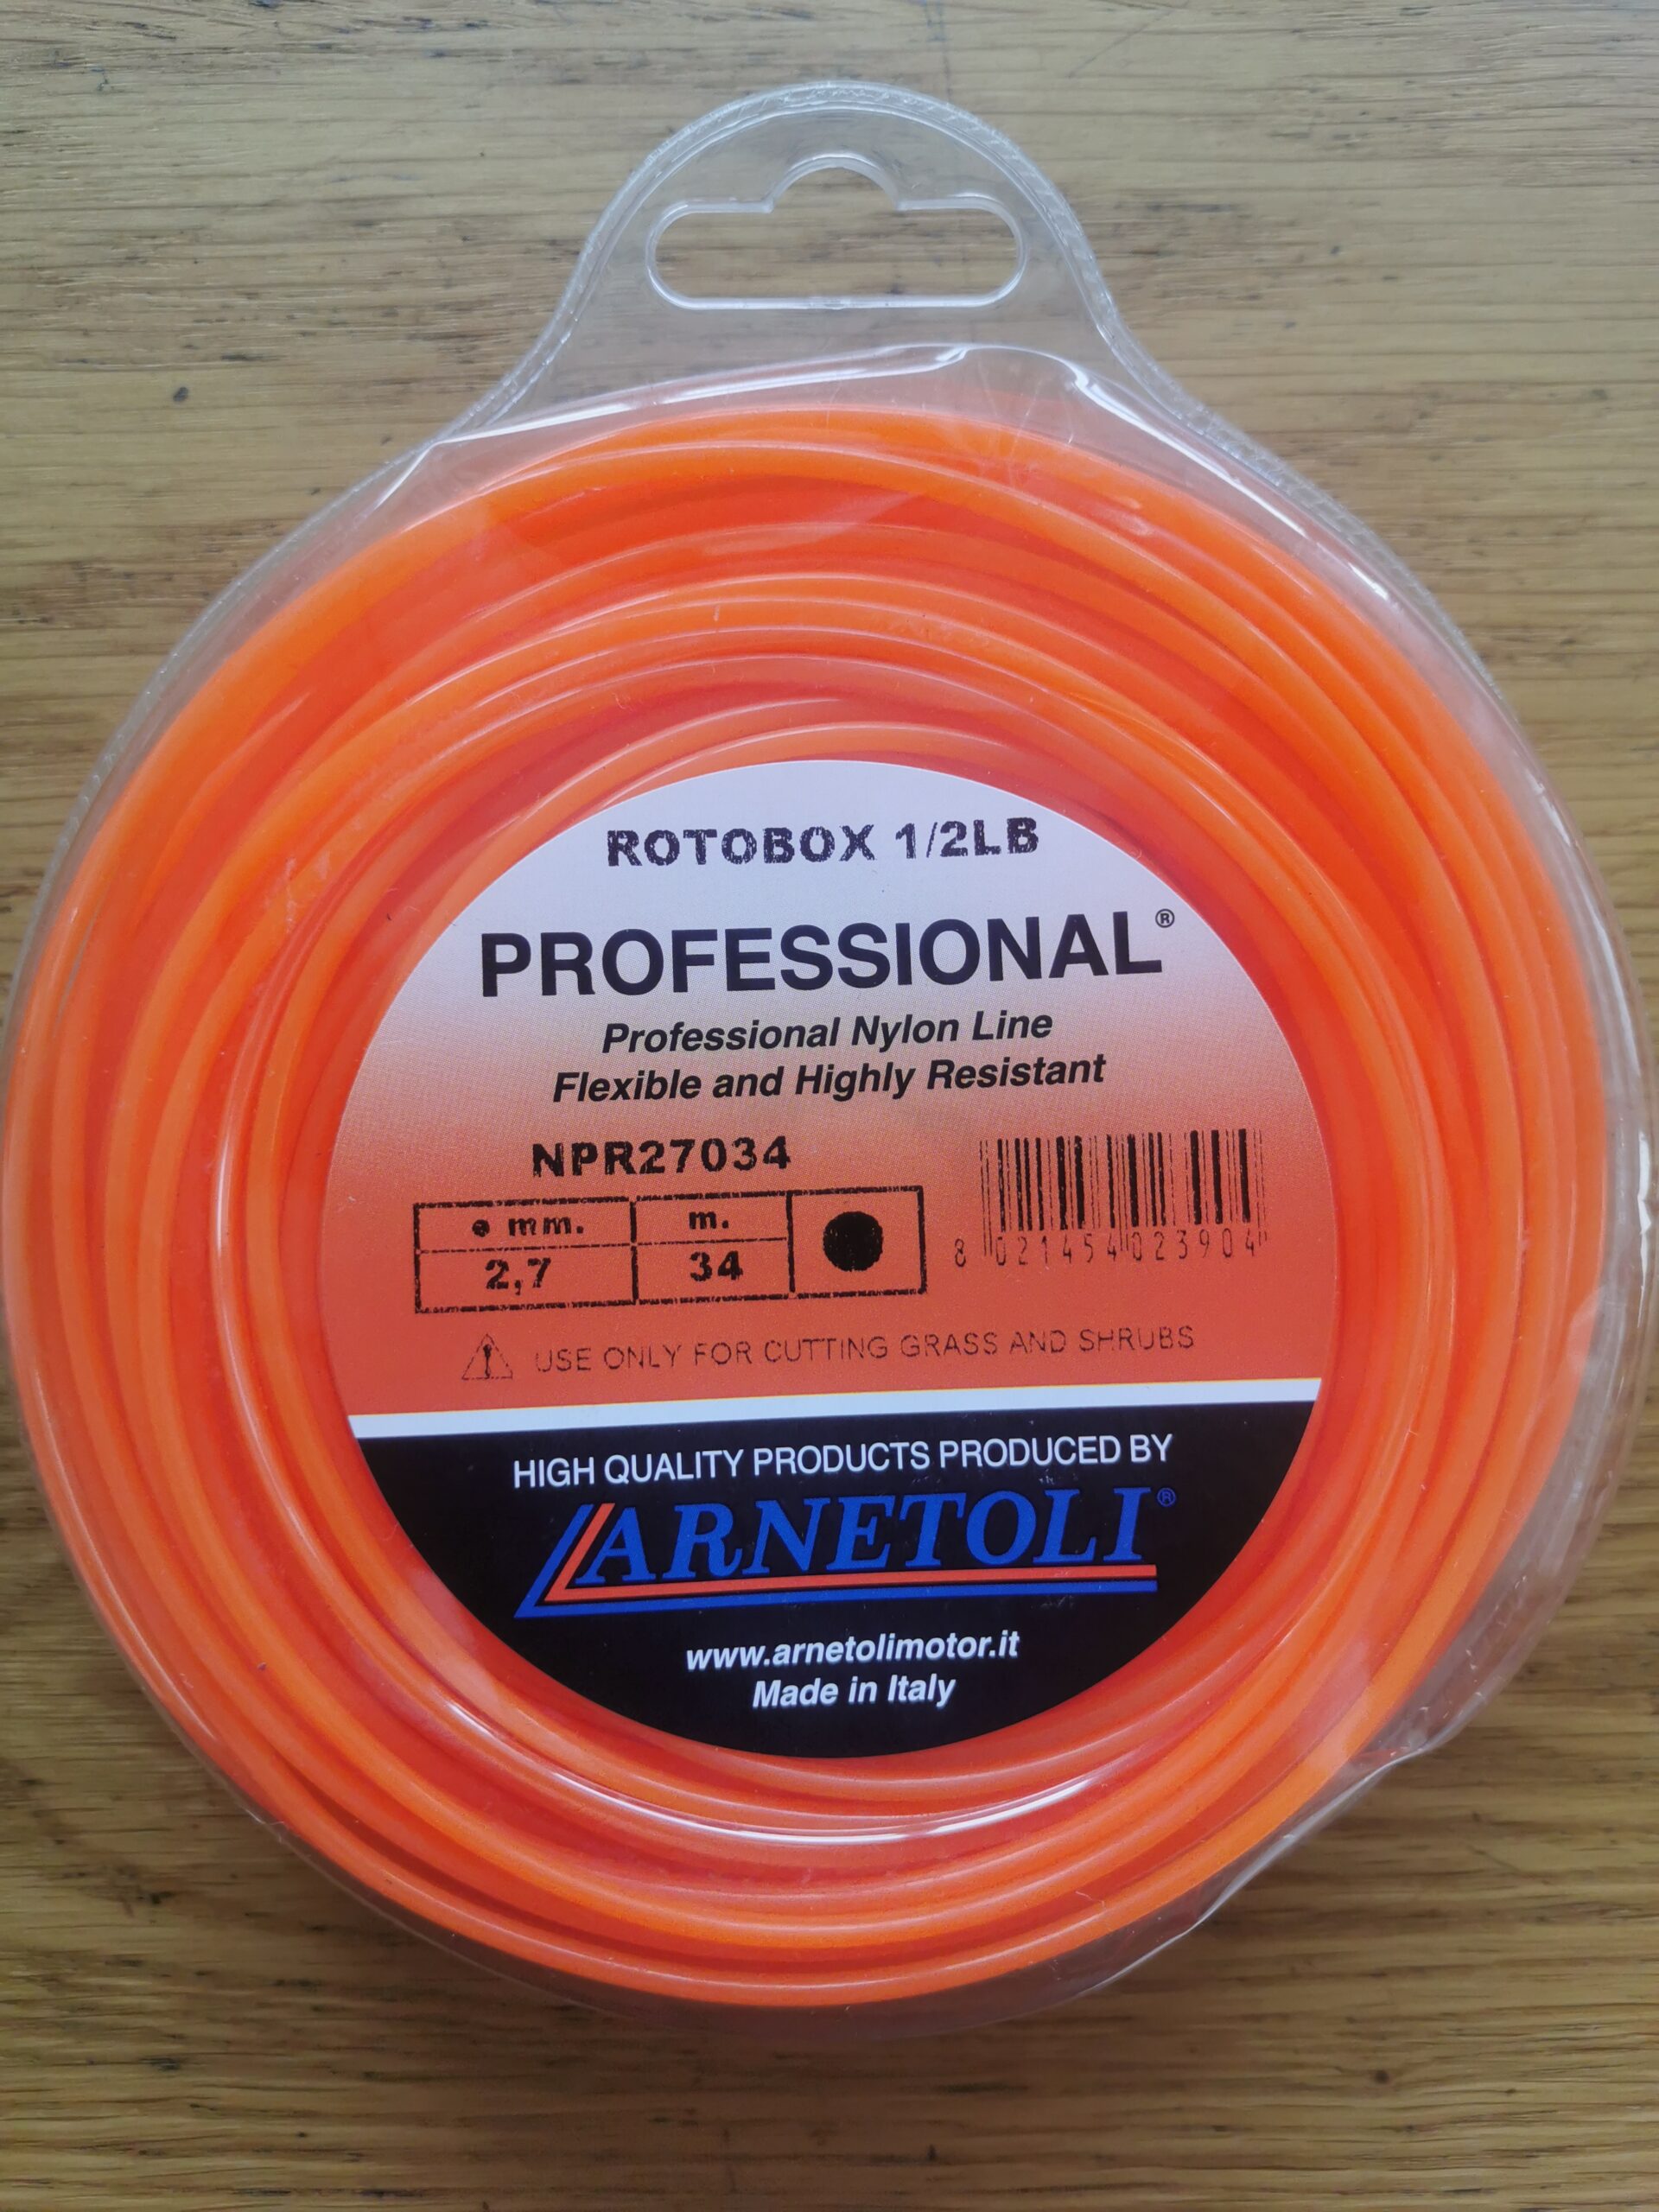 ROTOBOX 1/2LB
PROFESSIONAL®
Professional Nylon Line
Flexible and Highly Resistant
NPR27034
ø mm. m.
2,7 34
8 021454 023904
USE ONLY FOR CUTTING GRASS AND SHRUBS
HIGH QUALITY PRODUCTS PRODUCED BY
ARNETOLI®
www.arnetolimotor.it
Made in Italy